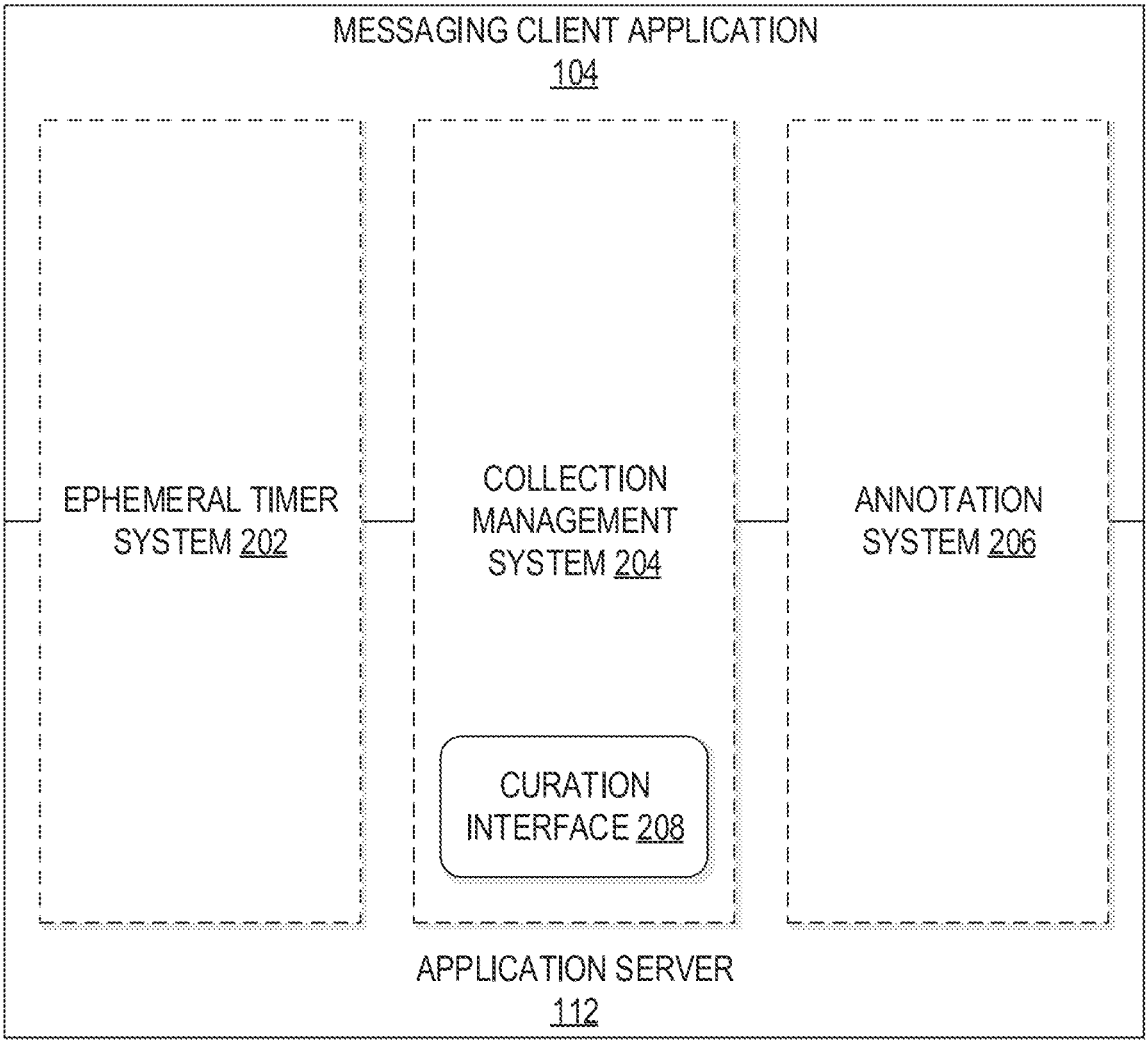 MESSAGING CLIENT APPLICATION
104
EPHEMERAL TIMER
SYSTEM 202
COLLECTION
MANAGEMENT
SYSTEM 204
ANNOTATION
SYSTEM 206
CURATION
INTERFACE 208
APPLICATION SERVER
112